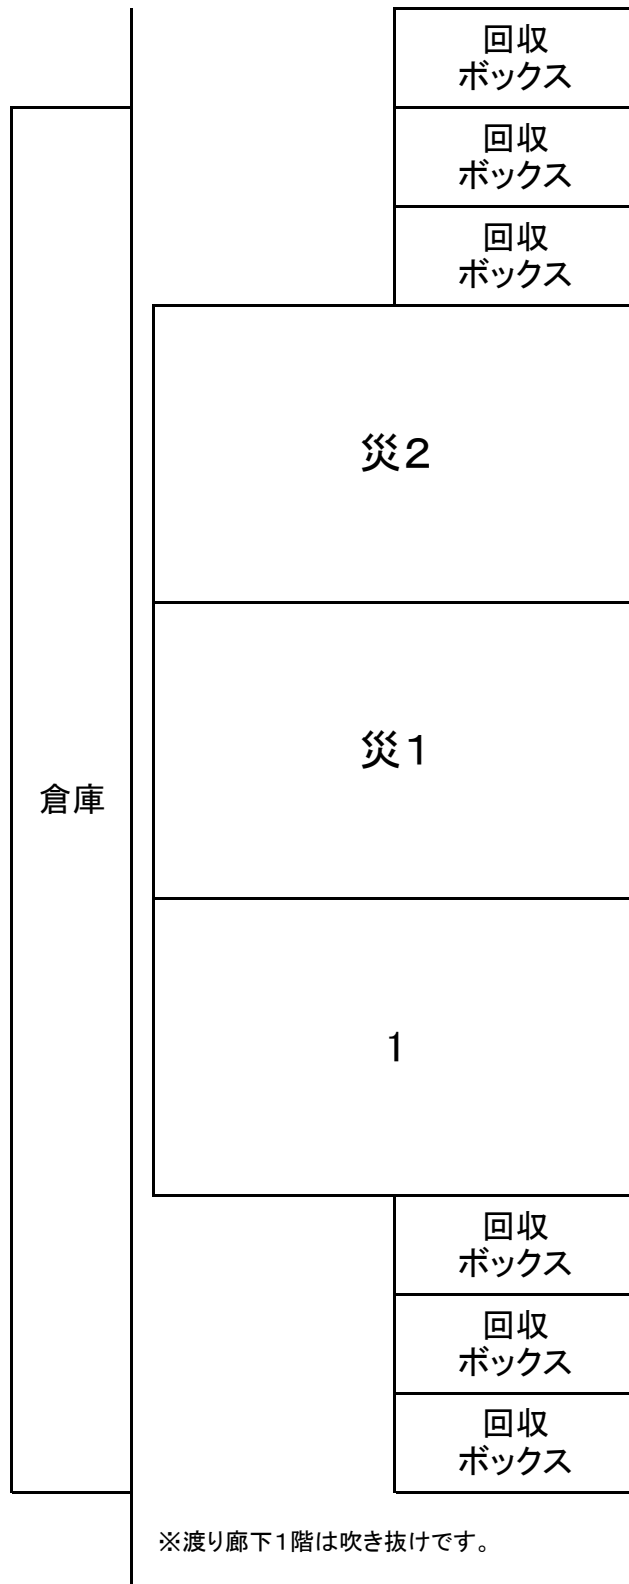 回収
ボックス
回収
ボックス
回収
ボックス
災2
災1
倉庫
1
回収
ボックス
回収
ボックス
回収
ボックス
※渡り廊下1階は吹き抜けです。